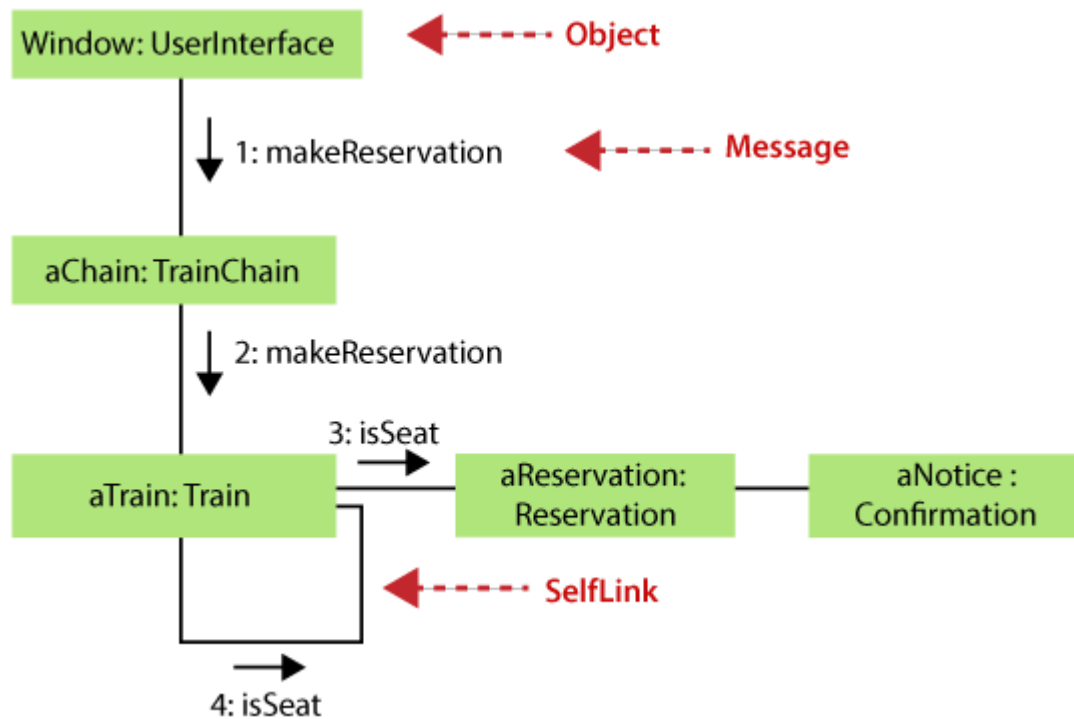 Window: UserInterface
Object
1: makeReservation
Message
aChain: TrainChain
2: makeReservation
3: isSeat
aTrain: Train
aReservation:
Reservation
aNotice :
Confirmation
SelfLink
4: isSeat